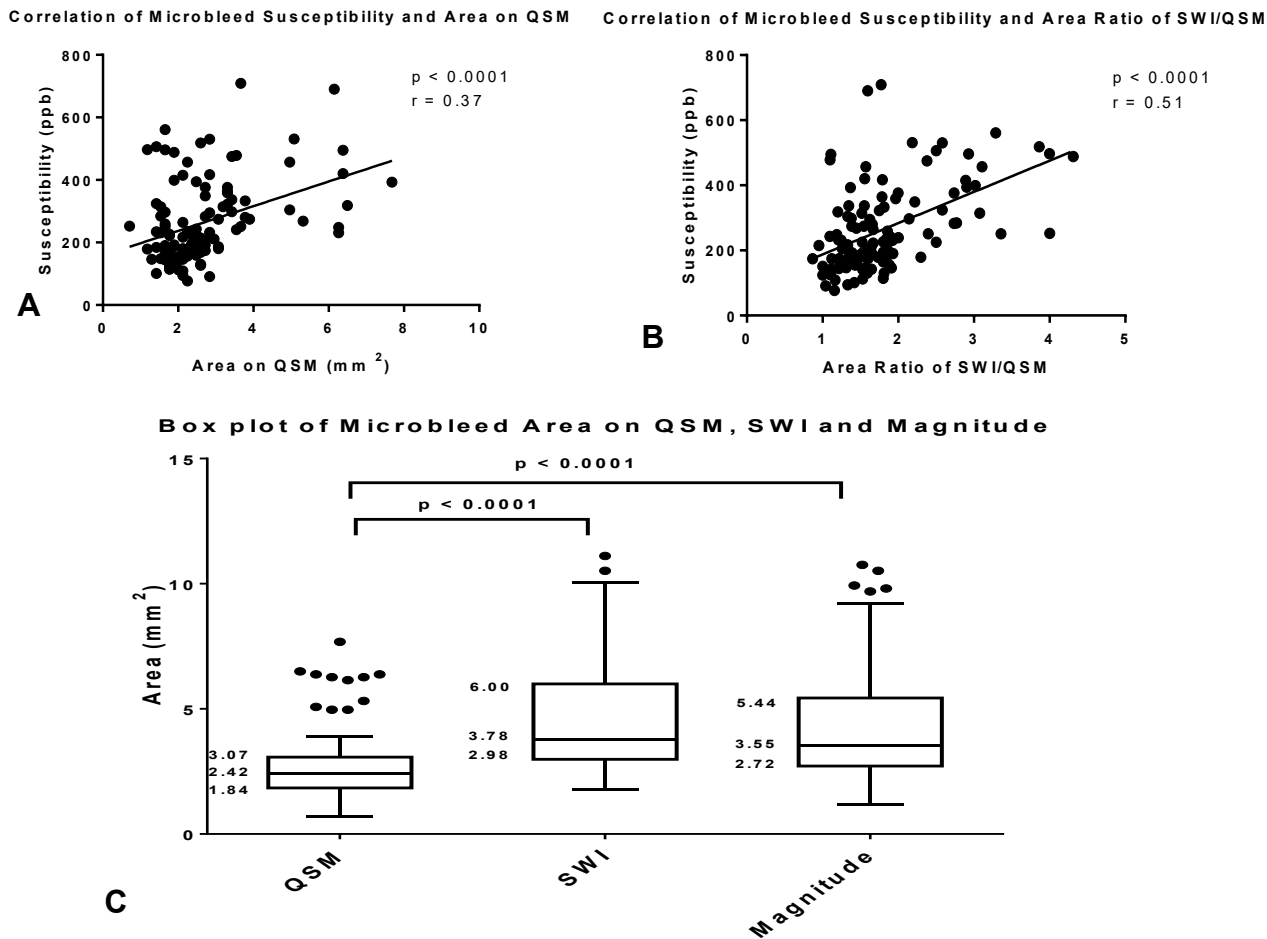 Correlation of Microbleed Susceptibility and Area on QSM
800
600
400
200
0
Susceptibility (ppb)
p < 0.0001
r = 0.37
0 2 4 6 8 10
Area on QSM (mm²)
A
Correlation of Microbleed Susceptibility and Area Ratio of SWI/QSM
800
600
400
200
0
Susceptibility (ppb)
p < 0.0001
r = 0.51
0 1 2 3 4 5
Area Ratio of SWI/QSM
B
Box plot of Microbleed Area on QSM, SWI and Magnitude
15
10
5
0
Area (mm²)
p < 0.0001
p < 0.0001
3.07
2.42
1.84
6.00
3.78
2.98
5.44
3.55
2.72
QSM
SWI
Magnitude
C